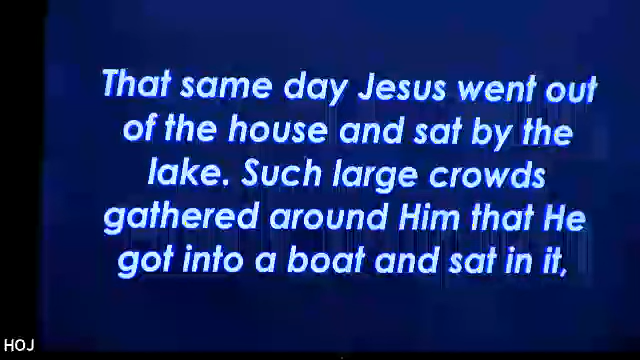 That same day Jesus went out
of the house and sat by the
lake. Such large crowds
gathered around Him that He
got into a boat and sat in it,
HOJ